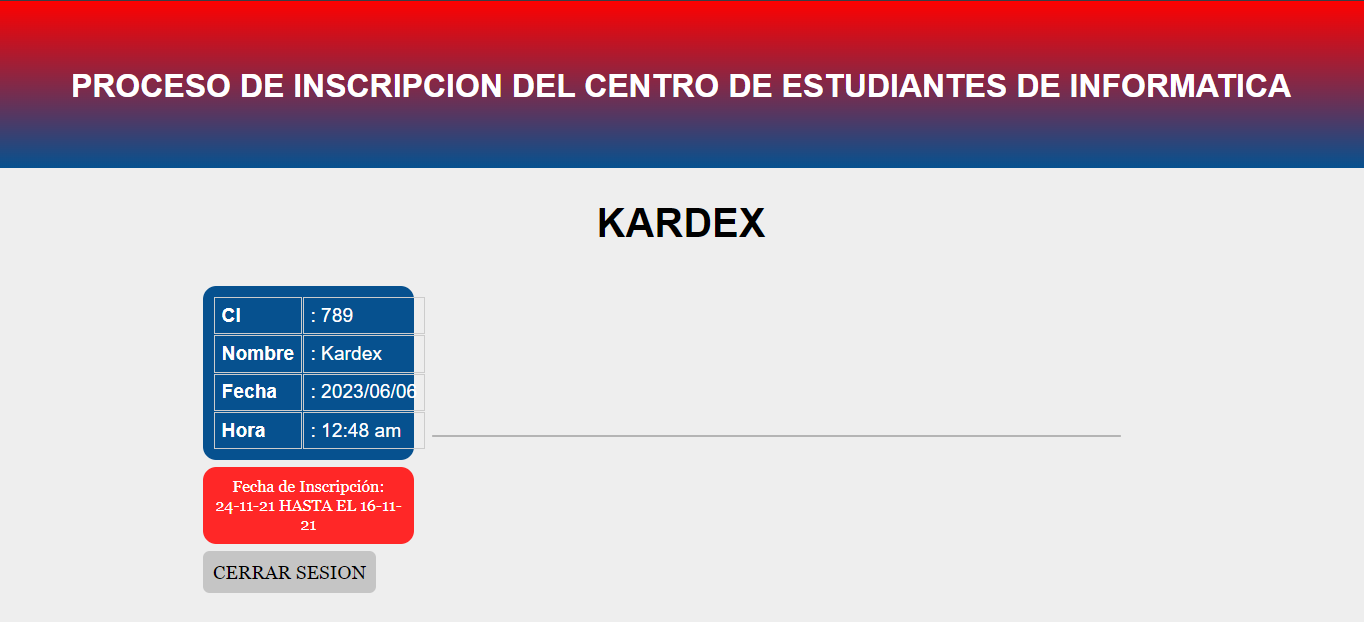 PROCESO DE INSCRIPCION DEL CENTRO DE ESTUDIANTES DE INFORMATICA
KARDEX
CI : 789
Nombre : Kardex
Fecha : 2023/06/06
Hora : 12:48 am
Fecha de Inscripción:
24-11-21 HASTA EL 16-11-
21
CERRAR SESION